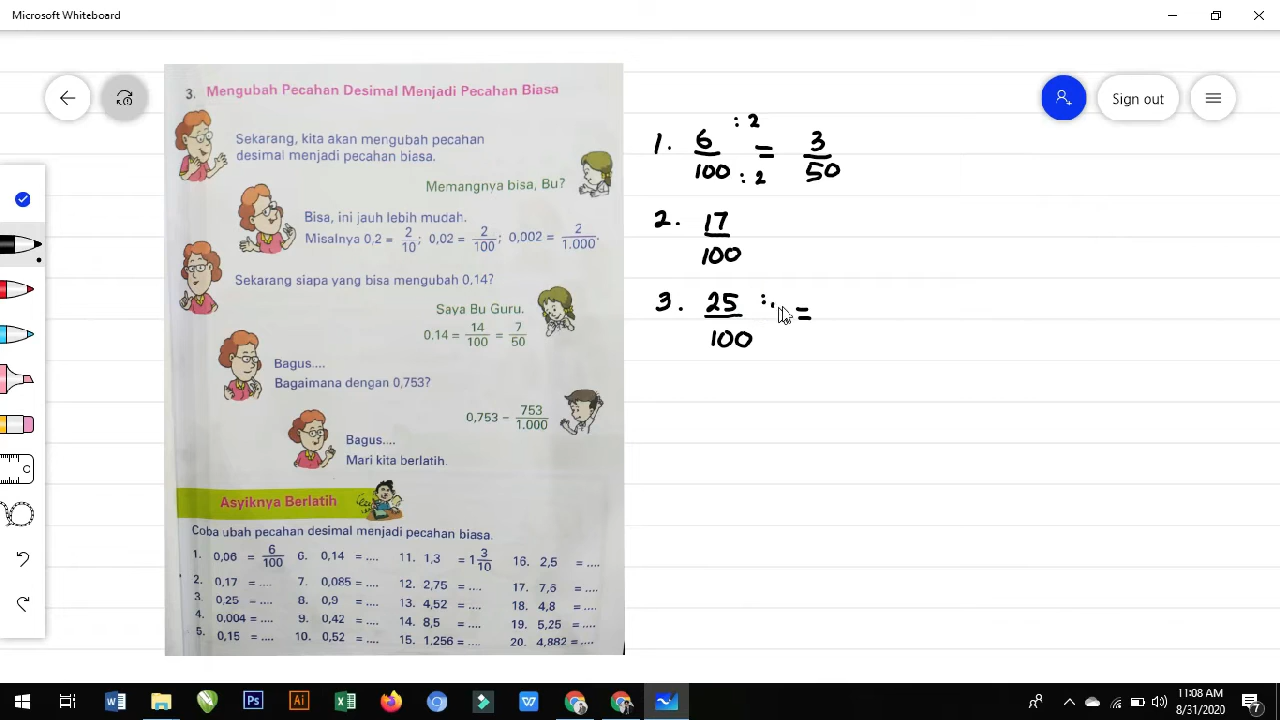 Microsoft Whiteboard
Sign out
3. Mengubah Pecahan Desimal Menjadi Pecahan Biasa
Sekarang, kita akan mengubah pecahan
desimal menjadi pecahan biasa.
Memangnya bisa, Bu?
Bisa, ini jauh lebih mudah.
Misalnya 0,2 = 2/10; 0,02 = 2/100; 0,002 = 2/1.000.
Sekarang siapa yang bisa mengubah 0,14?
Saya Bu Guru.
0,14 = 14/100 = 7/50
Bagus....
Bagaimana dengan 0,753?
0,753 = 753/1.000
Bagus....
Mari kita berlatih.
Asyiknya Berlatih
Coba ubah pecahan desimal menjadi pecahan biasa.
1. 0,06 = 6/100 6. 0,14 = .... 11. 1,3 = 1 3/10 16. 2,5 = ....
2. 0,17 = .... 7. 0,085 = .... 12. 2,75 = .... 17. 7,6 = ....
3. 0,25 = .... 8. 0,9 = .... 13. 4,52 = .... 18. 4,8 = ....
4. 0,004 = .... 9. 0,42 = .... 14. 8,5 = .... 19. 5,25 = ....
5. 0,15 = .... 10. 0,52 = .... 15. 1,256 = .... 20. 4,882 = ....
1. 6/100 :2 :2 = 3/50
2. 17/100
3. 25/100 : =
11:08 AM
8/31/2020